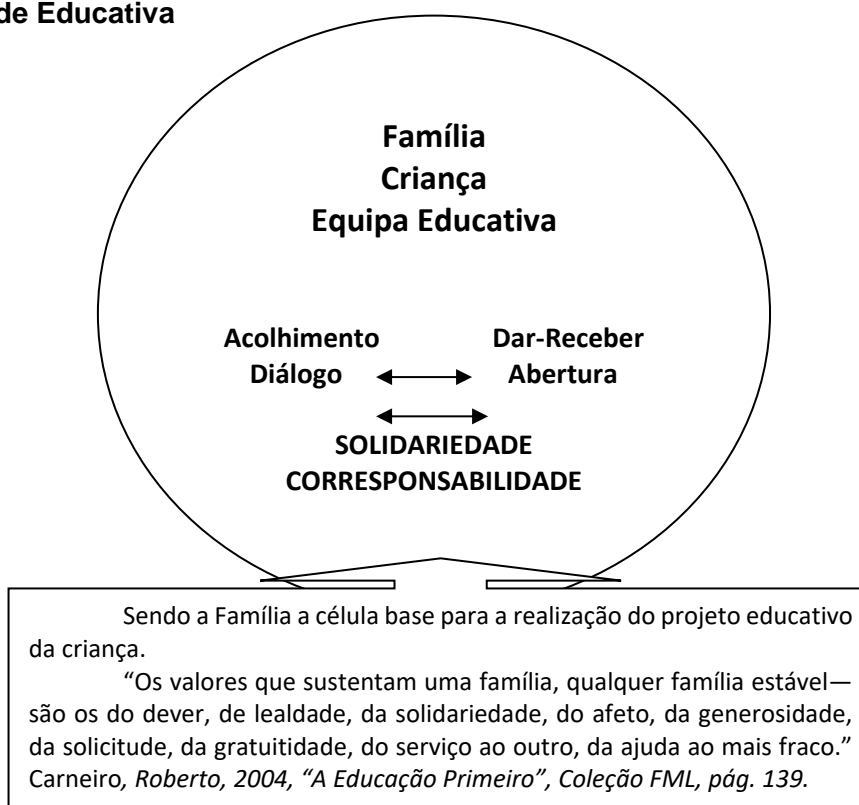 de Educativa
Família
Criança
Equipa Educativa
Acolhimento Dar-Receber
Diálogo Abertura
SOLIDARIEDADE
CORRESPONSABILIDADE
Sendo a Família a célula base para a realização do projeto educativo
da criança.
“Os valores que sustentam uma família, qualquer família estável—
são os do dever, de lealdade, da solidariedade, do afeto, da generosidade,
da solicitude, da gratuitidade, do serviço ao outro, da ajuda ao mais fraco.”
Carneiro, Roberto, 2004, “A Educação Primeiro”, Coleção FML, pág. 139.